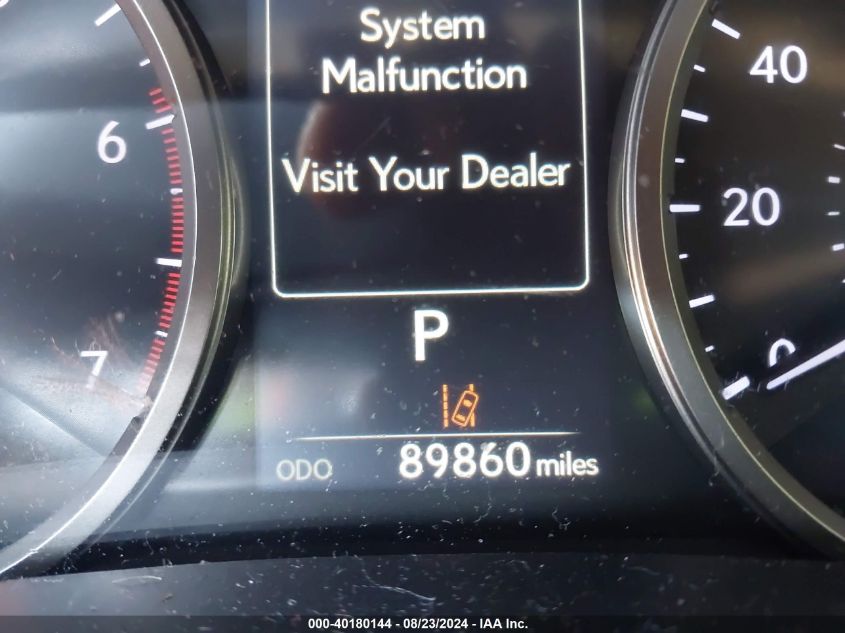 System
Malfunction
Visit Your Dealer
6
7
40
20
0
P
ODO 89860 miles
000-40180144 - 08/23/2024 - IAA Inc.